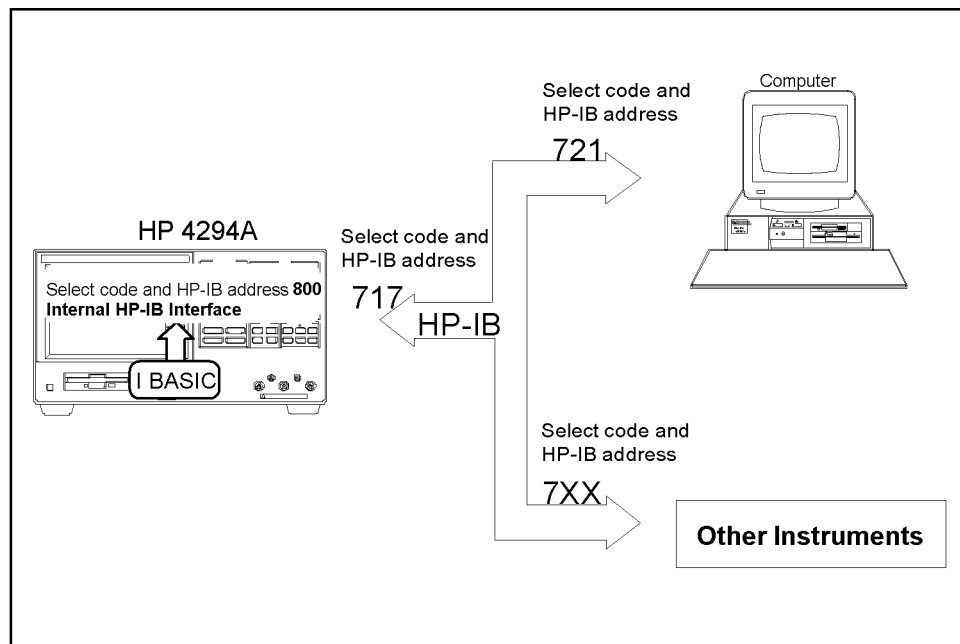 Computer
Select code and
HP-IB address
721
HP 4294A
Select code and
HP-IB address
717
Select code and HP-IB address 800
Internal HP-IB Interface
HP-IB
I BASIC
Select code and
HP-IB address
7XX
Other Instruments